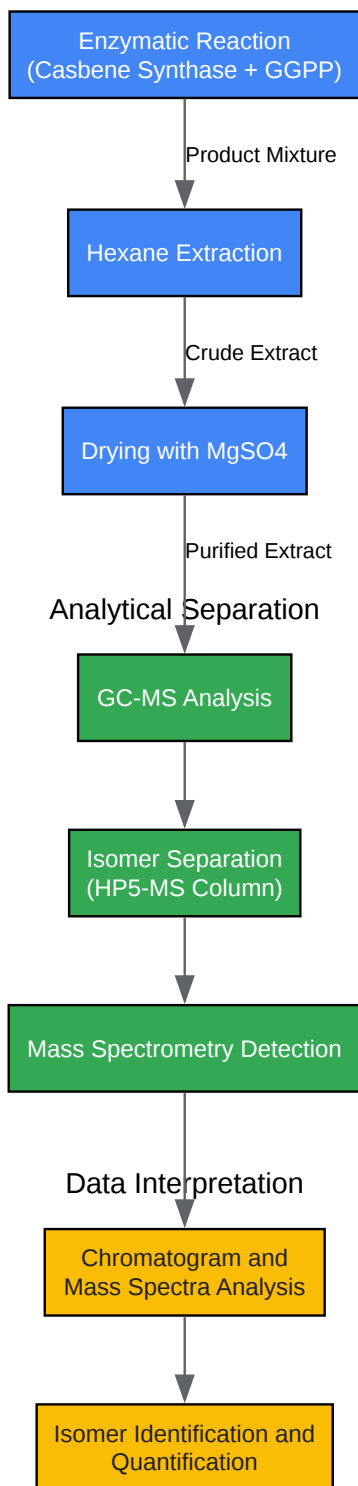 Enzymatic Reaction
(Casbene Synthase + GGPP)
Product Mixture
Hexane Extraction
Crude Extract
Drying with MgSO4
Purified Extract
Analytical Separation
GC-MS Analysis
Isomer Separation
(HP5-MS Column)
Mass Spectrometry Detection
Data Interpretation
Chromatogram and
Mass Spectra Analysis
Isomer Identification and
Quantification